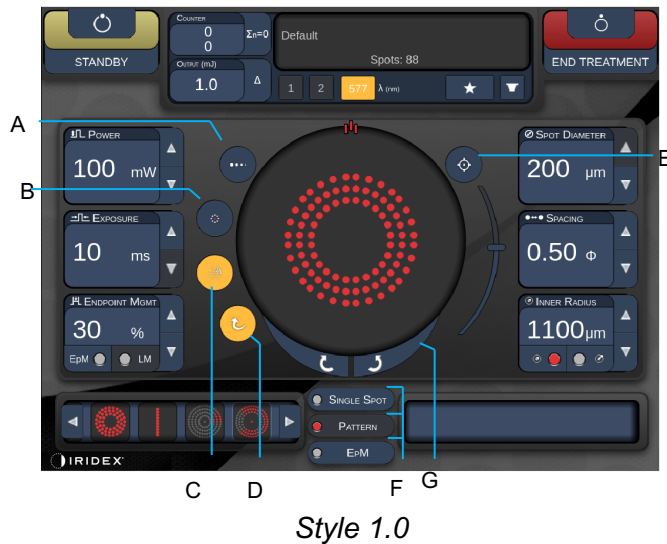 STANDBY
COUNTER
0
0
Σn=0
OUTPUT (mJ)
1.0
Δ
Default
Spots: 88
1 2 577 λ (nm)
END TREATMENT
A
POWER
100 mW
B
EXPOSURE
10 ms
ENDPOINT MGMT
30 %
EpM LM
E
SPOT DIAMETER
200 µm
SPACING
0.50 Φ
INNER RADIUS
1100µm
SINGLE SPOT
PATTERN
EPM
IRIDEX
C D F G
Style 1.0